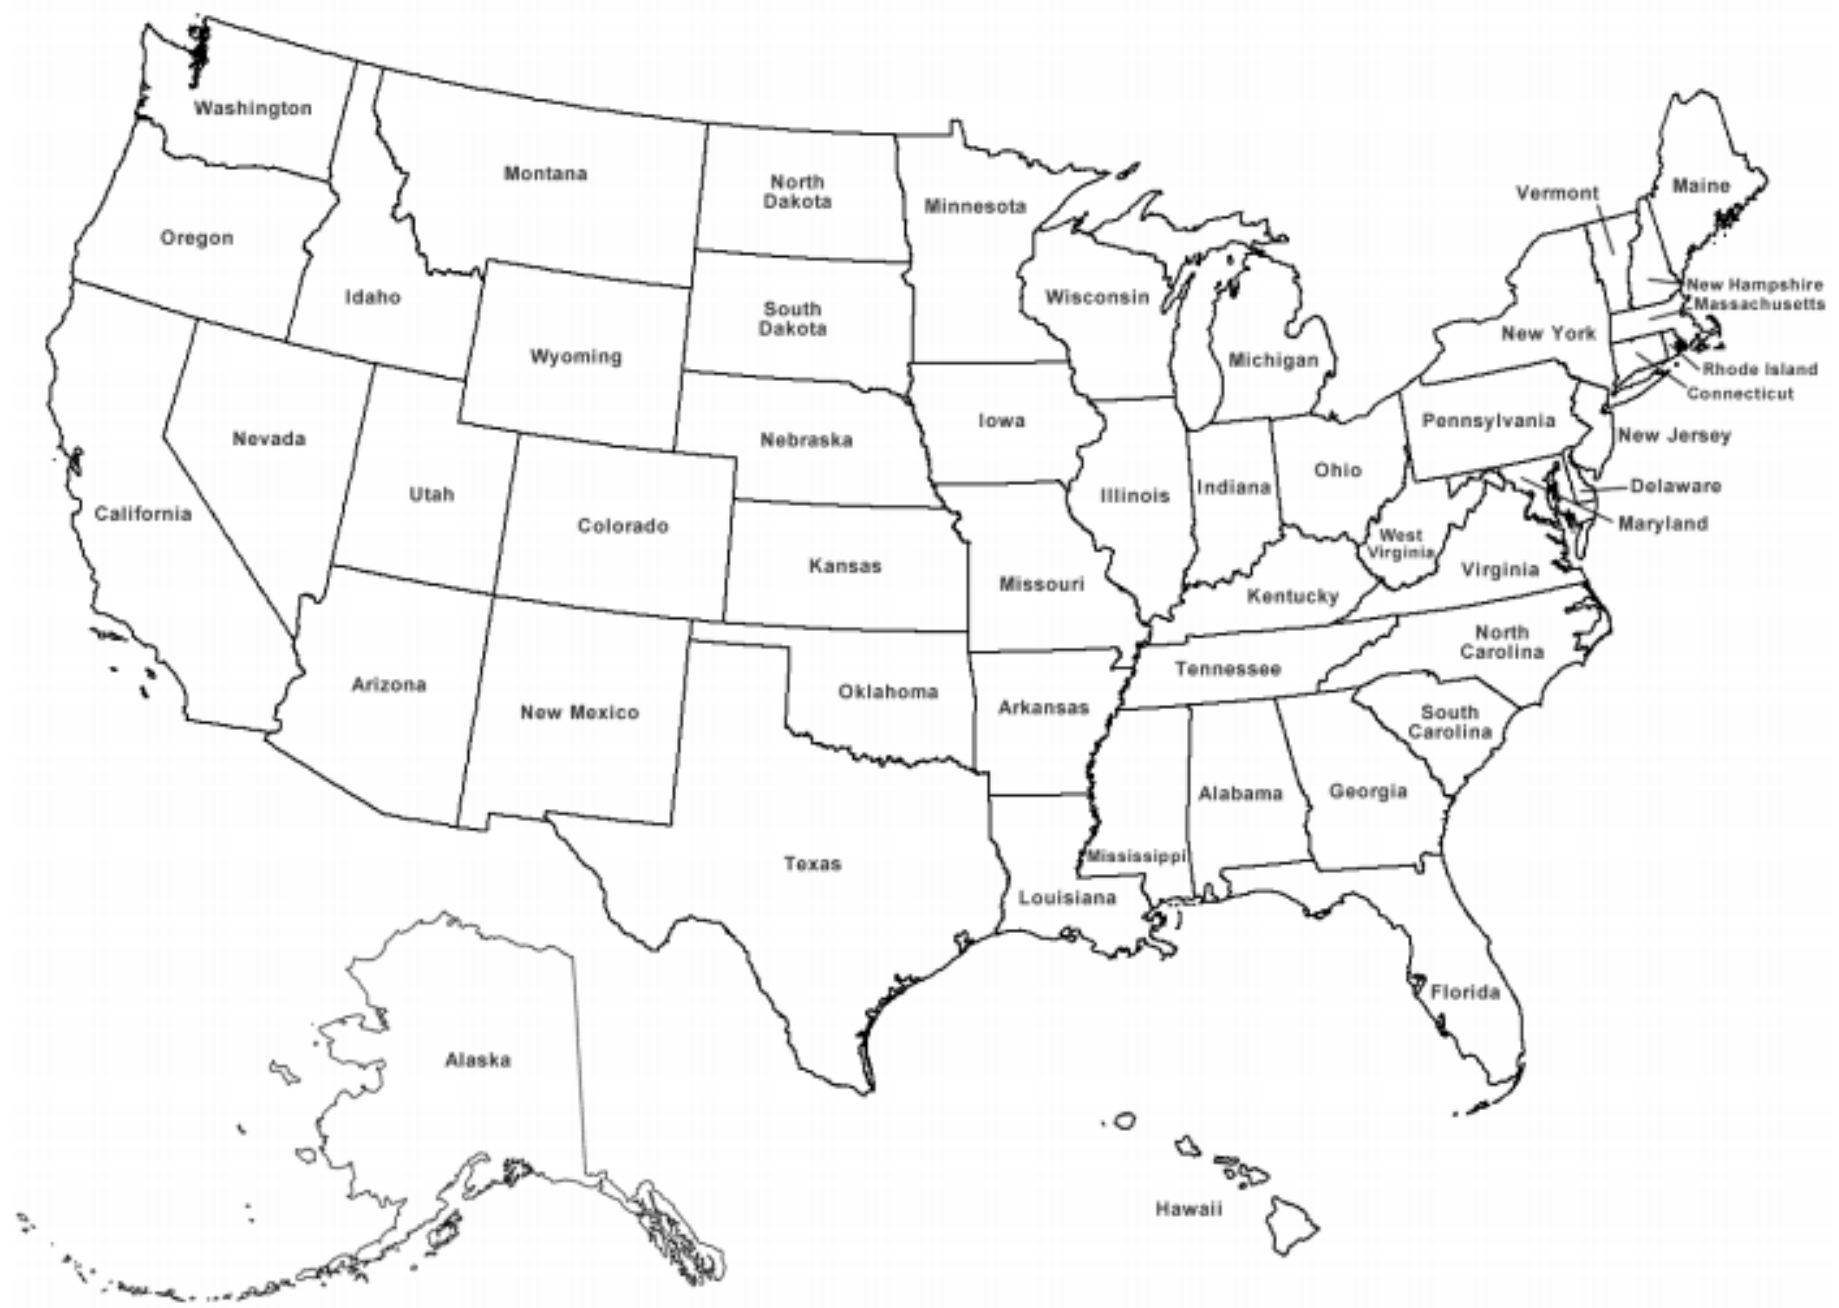 Washington
Montana
North
Dakota
Minnesota
Maine
Vermont
Oregon
Idaho
South
Dakota
Wisconsin
New Hampshire
Massachusetts
New York
Wyoming
Michigan
Rhode Island
Connecticut
Iowa
Pennsylvania
New Jersey
Nevada
Nebraska
Ohio
Utah
Illinois
Indiana
Delaware
California
Colorado
Maryland
West
Virginia
Kansas
Missouri
Virginia
Kentucky
North
Carolina
Tennessee
Arizona
Oklahoma
New Mexico
Arkansas
South
Carolina
Alabama
Georgia
Mississippi
Texas
Louisiana
Florida
Alaska
Hawaii